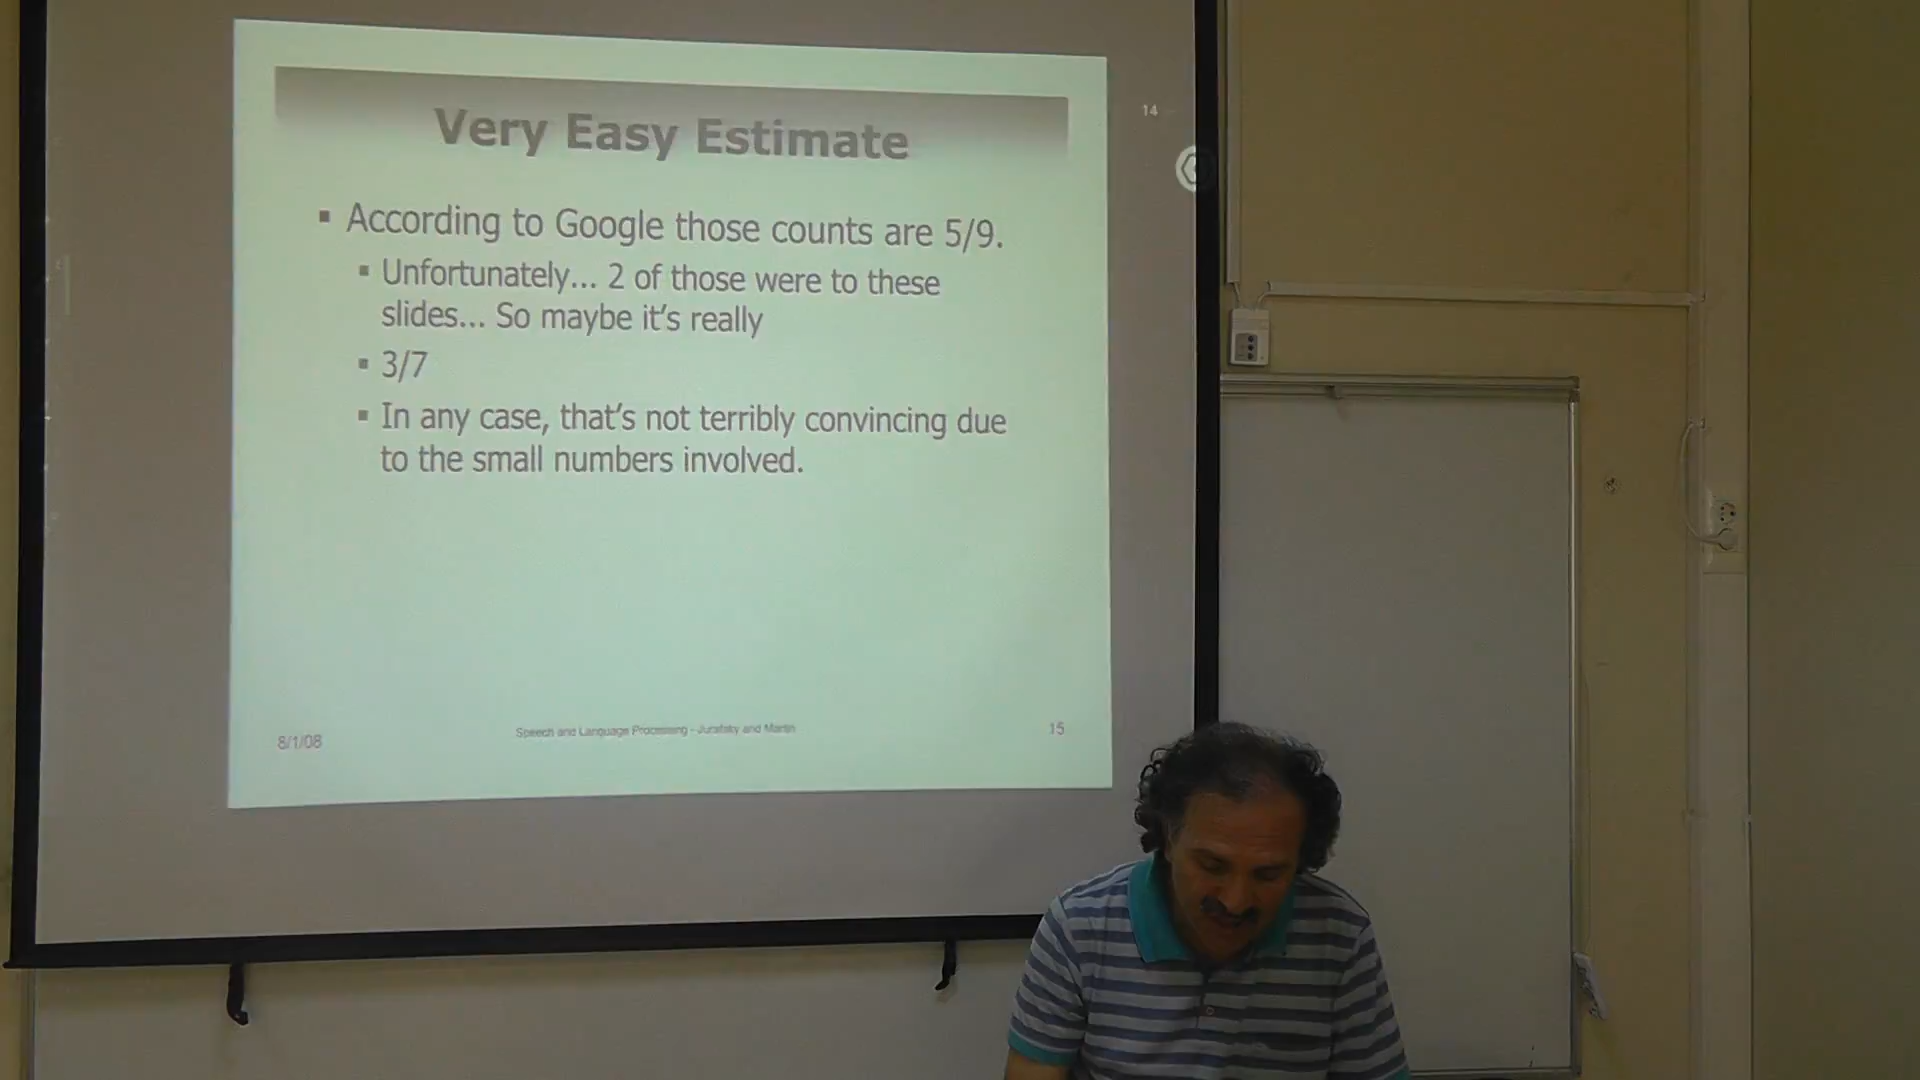 14
Very Easy Estimate
▪ According to Google those counts are 5/9.
▪ Unfortunately... 2 of those were to these
slides... So maybe it's really
▪ 3/7
▪ In any case, that's not terribly convincing due
to the small numbers involved.
8/1/08
Speech and Language Processing - Jurafsky and Martin
15